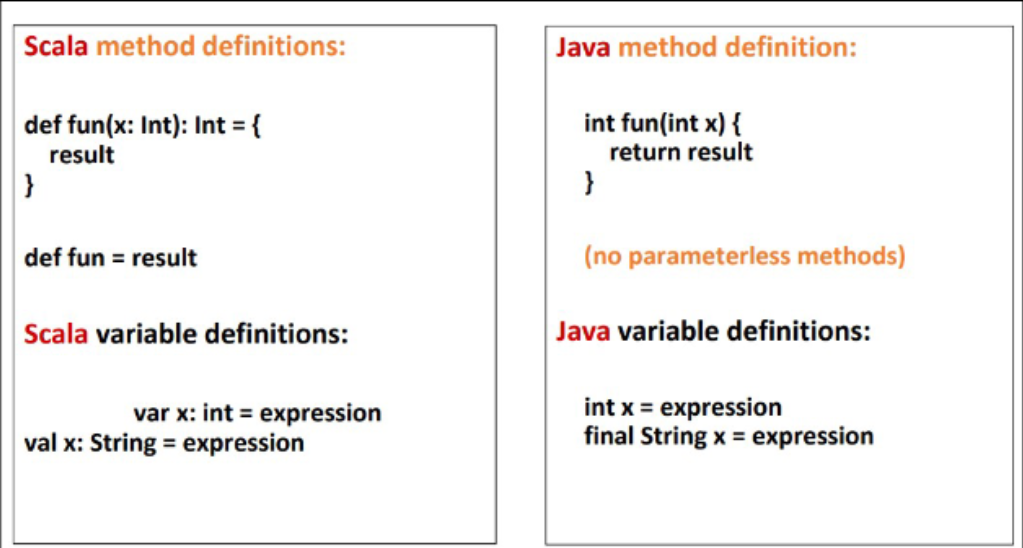 Scala method definitions:
def fun(x: Int): Int = {
result
}
def fun = result
Scala variable definitions:
var x: int = expression
val x: String = expression
Java method definition:
int fun(int x) {
return result
}
(no parameterless methods)
Java variable definitions:
int x = expression
final String x = expression